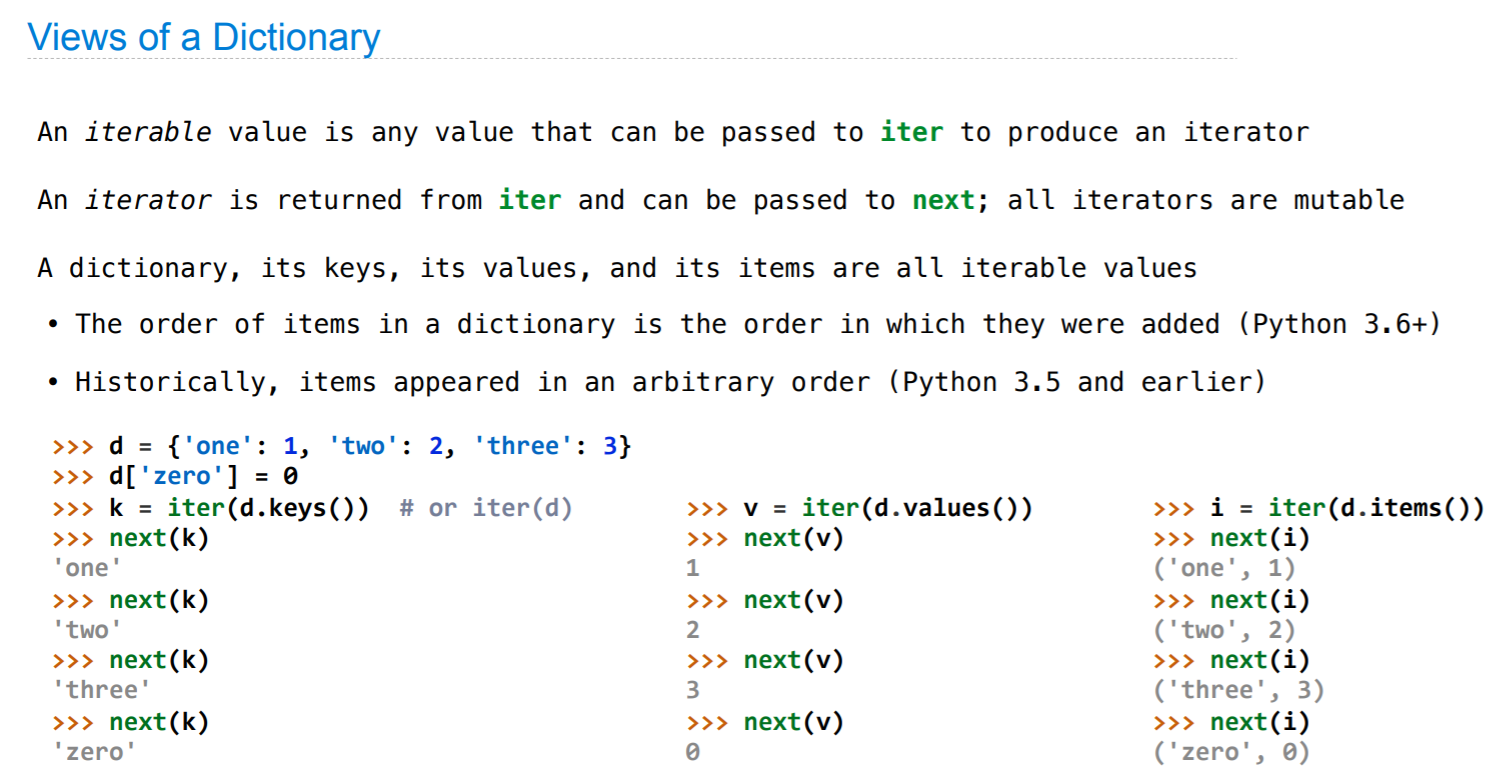 Views of a Dictionary
An iterable value is any value that can be passed to iter to produce an iterator
An iterator is returned from iter and can be passed to next; all iterators are mutable
A dictionary, its keys, its values, and its items are all iterable values
• The order of items in a dictionary is the order in which they were added (Python 3.6+)
• Historically, items appeared in an arbitrary order (Python 3.5 and earlier)
>>> d = {'one': 1, 'two': 2, 'three': 3}
>>> d['zero'] = 0
>>> k = iter(d.keys())  # or iter(d)
>>> next(k)
'one'
>>> next(k)
'two'
>>> next(k)
'three'
>>> next(k)
'zero'
>>> v = iter(d.values())
>>> next(v)
1
>>> next(v)
2
>>> next(v)
3
>>> next(v)
0
>>> i = iter(d.items())
>>> next(i)
('one', 1)
>>> next(i)
('two', 2)
>>> next(i)
('three', 3)
>>> next(i)
('zero', 0)